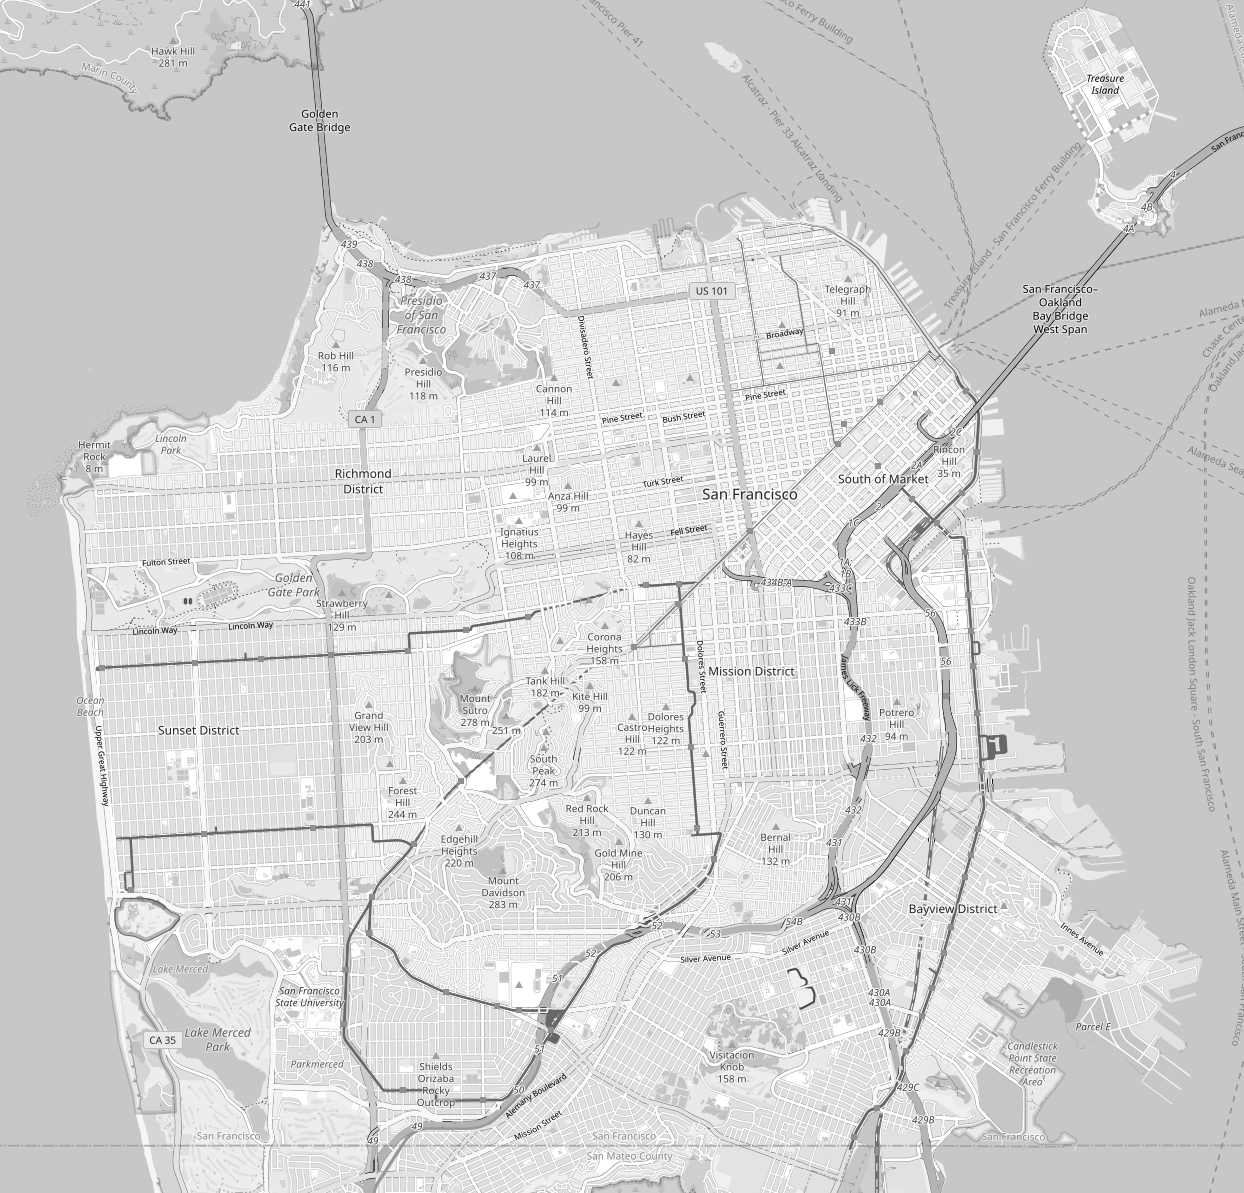 441
Hawk Hill
281 m
Marin County
Golden
Gate Bridge
Francisco Pier 41
Ferry Building
Alcatraz - Pier 33 Alcatraz Landing
Treasure
Island
Treasure Island - San Francisco Ferry Building
4
4B
4A
439
438
438
437
437
Presidio
of San
Francisco
US 101
Telegraph
Hill
91 m
San Francisco–
Oakland
Bay Bridge
West Span
Alameda
Chase Center
Divisadero Street
Broadway
Rob Hill
116 m
Presidio
Hill
118 m
Cannon
Hill
114 m
Pine Street
CA 1
Pine Street
Bush Street
Lincoln
Park
Hermit
Rock
8 m
2C
Rincon
Hill
35 m
Laurel
Hill
99 m
2A
Richmond
District
South of Market
Turk Street
San Francisco
Anza Hill
99 m
2
1C
Ignatius
Heights
108 m
Hayes
Hill
82 m
Fell Street
Fulton Street
1A
1B
Golden
Gate Park
434B-A
433C
Strawberry
Hill
129 m
56
433B
Lincoln Way
Lincoln Way
Corona
Heights
158 m
Dolores Street
56
Mission District
James Lick Freeway
Tank Hill
182 m
Kite Hill
99 m
Mount
Sutro
278 m
Ocean
Beach
Grand
View Hill
203 m
Dolores
Heights
122 m
Castro
Hill
122 m
Guerrero Street
Potrero
Hill
94 m
251 m
Sunset District
Upper Great Highway
432
South
Peak
274 m
Oakland Jack London Square - South San Francisco
Forest
Hill
244 m
Red Rock
Hill
213 m
Duncan
Hill
130 m
432
Edgehill
Heights
220 m
Bernal
Hill
132 m
431
Gold Mine
Hill
206 m
Mount
Davidson
283 m
431
430B
Bayview District
54B
52
53
Silver Avenue
Innes Avenue
52
Silver Avenue
430B
Lake Merced
51
San Francisco
State University
430A
430A
CA 35
Lake Merced
Park
429B
Parcel E
51
Visitacion
Knob
158 m
Candlestick
Point State
Recreation
Area
Parkmerced
Shields
Orizaba
Rocky
Outcrop
50
Alemany Boulevard
429C
49
49
Mission Street
429B
San Francisco
San Francisco
San Francisco
San Mateo County